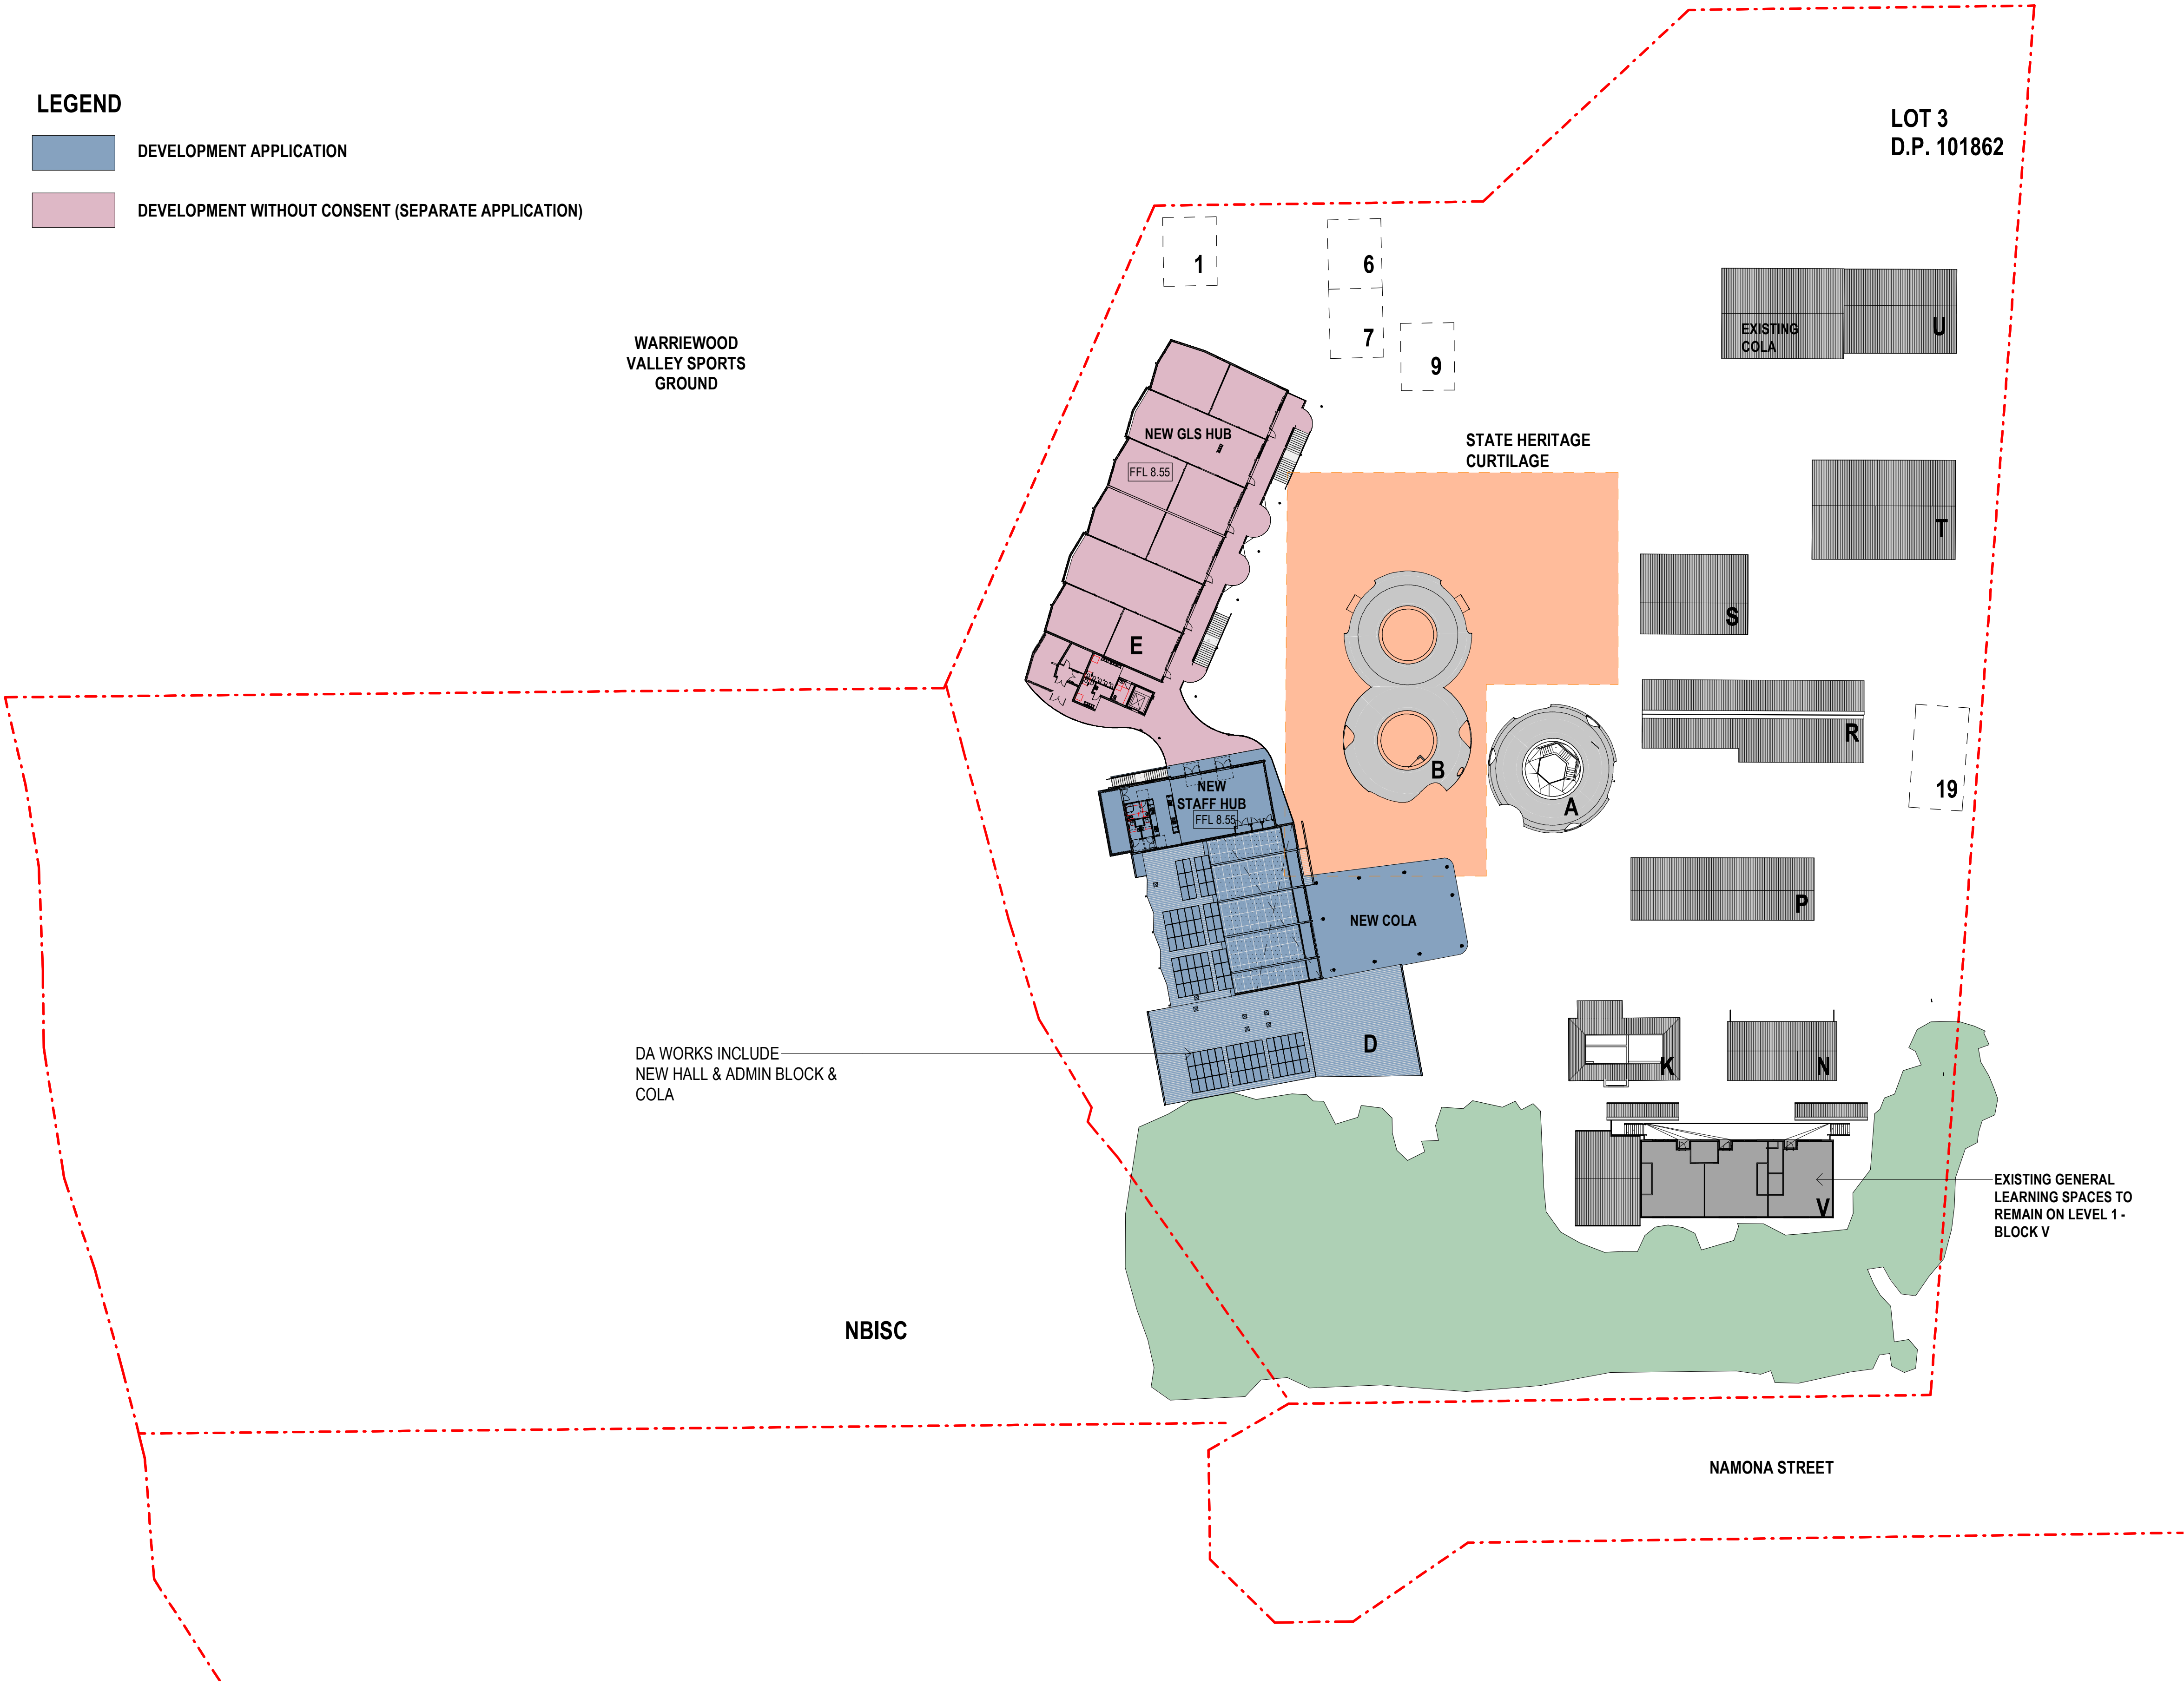 LEGEND
DEVELOPMENT APPLICATION
DEVELOPMENT WITHOUT CONSENT (SEPARATE APPLICATION)
LOT 3
D.P. 101862
WARRIEWOOD
VALLEY SPORTS
GROUND
1
6
7
9
EXISTING
COLA
U
NEW GLS HUB
FFL 8.55
STATE HERITAGE
CURTILAGE
T
S
E
R
B
A
19
NEW
STAFF HUB
FFL 8.55
P
NEW COLA
D
K
N
DA WORKS INCLUDE
NEW HALL & ADMIN BLOCK &
COLA
V
EXISTING GENERAL
LEARNING SPACES TO
REMAIN ON LEVEL 1 -
BLOCK V
NBISC
NAMONA STREET